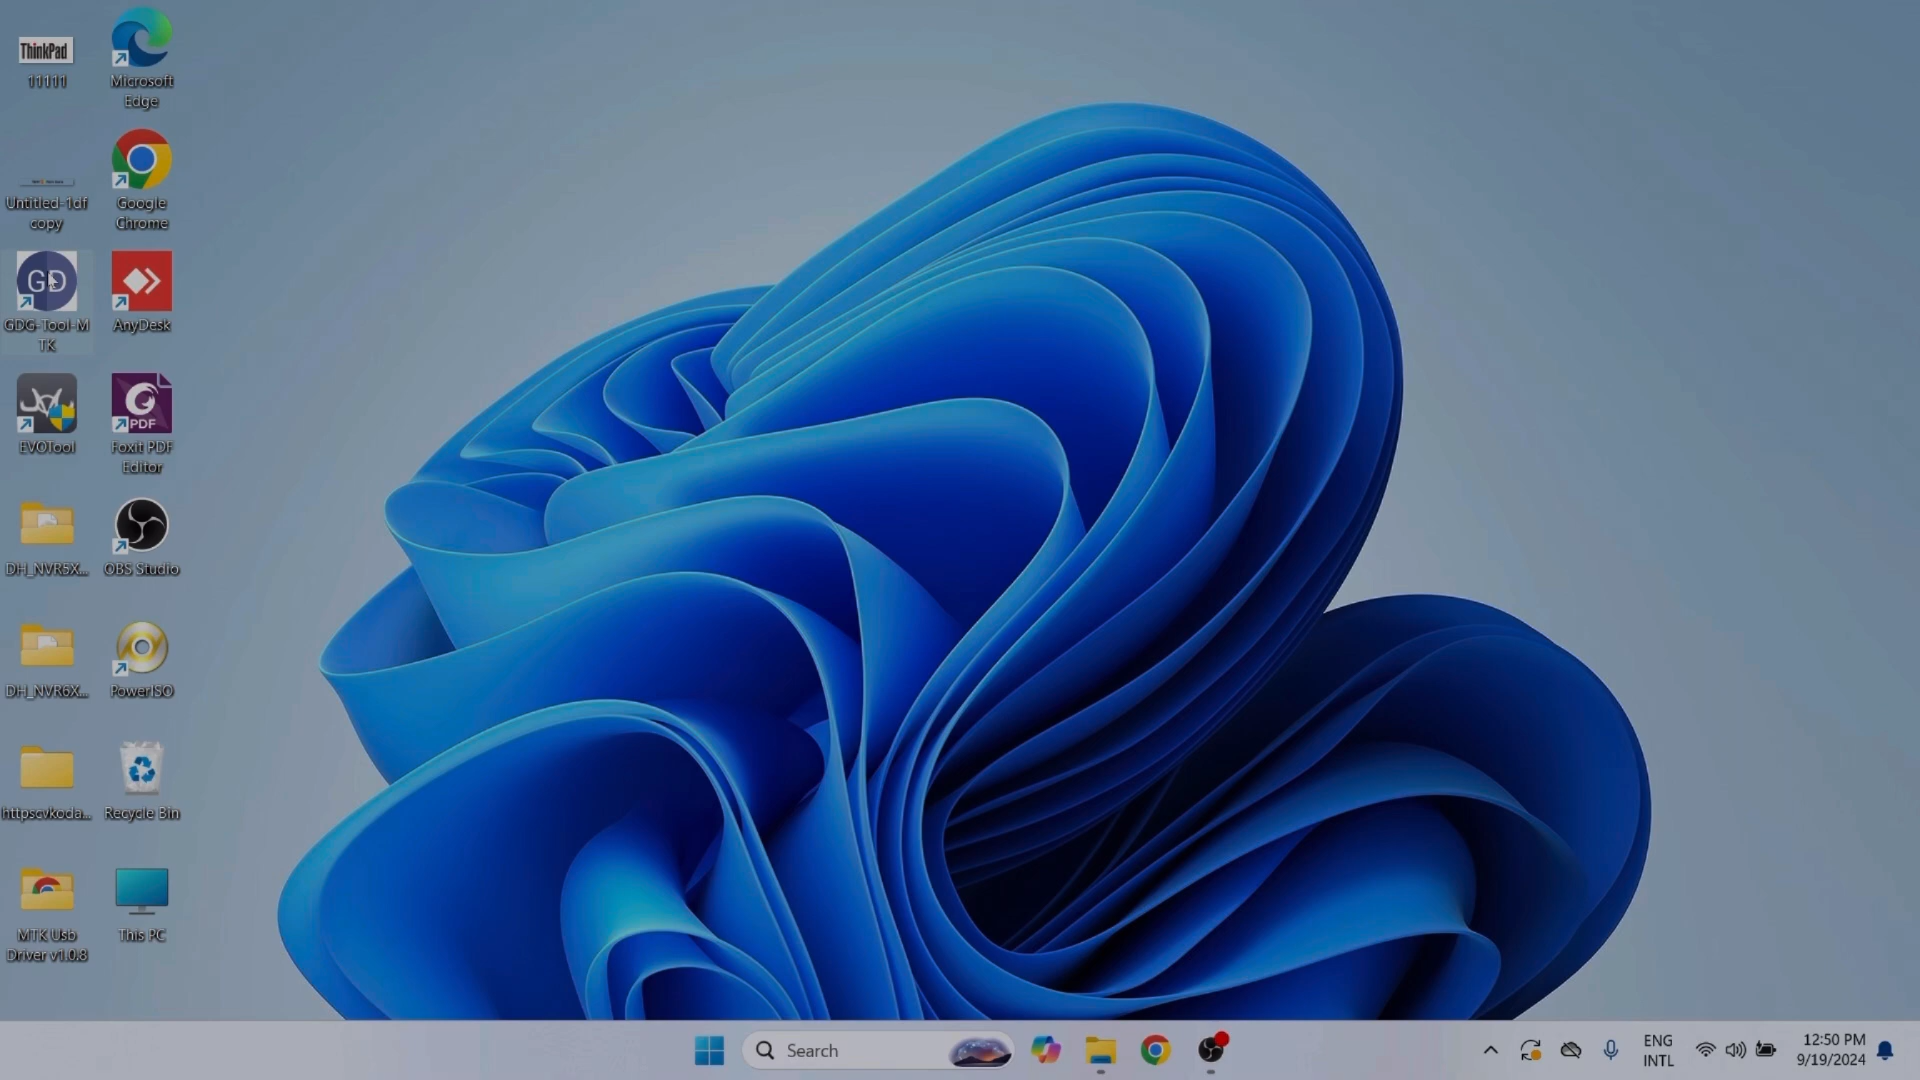 ThinkPad
11111
Microsoft
Edge
Untitled-1df
copy
Google
Chrome
GD
GDG-Tool-M
TK
AnyDesk
EVOTool
PDF
Foxit PDF
Editor
DH_NVR5X...
OBS Studio
DH_NVR6X...
PowerISO
httpscvkoda...
Recycle Bin
MTK Usb
Driver v1.0.8
This PC
Search
ENG
INTL
12:50 PM
9/19/2024